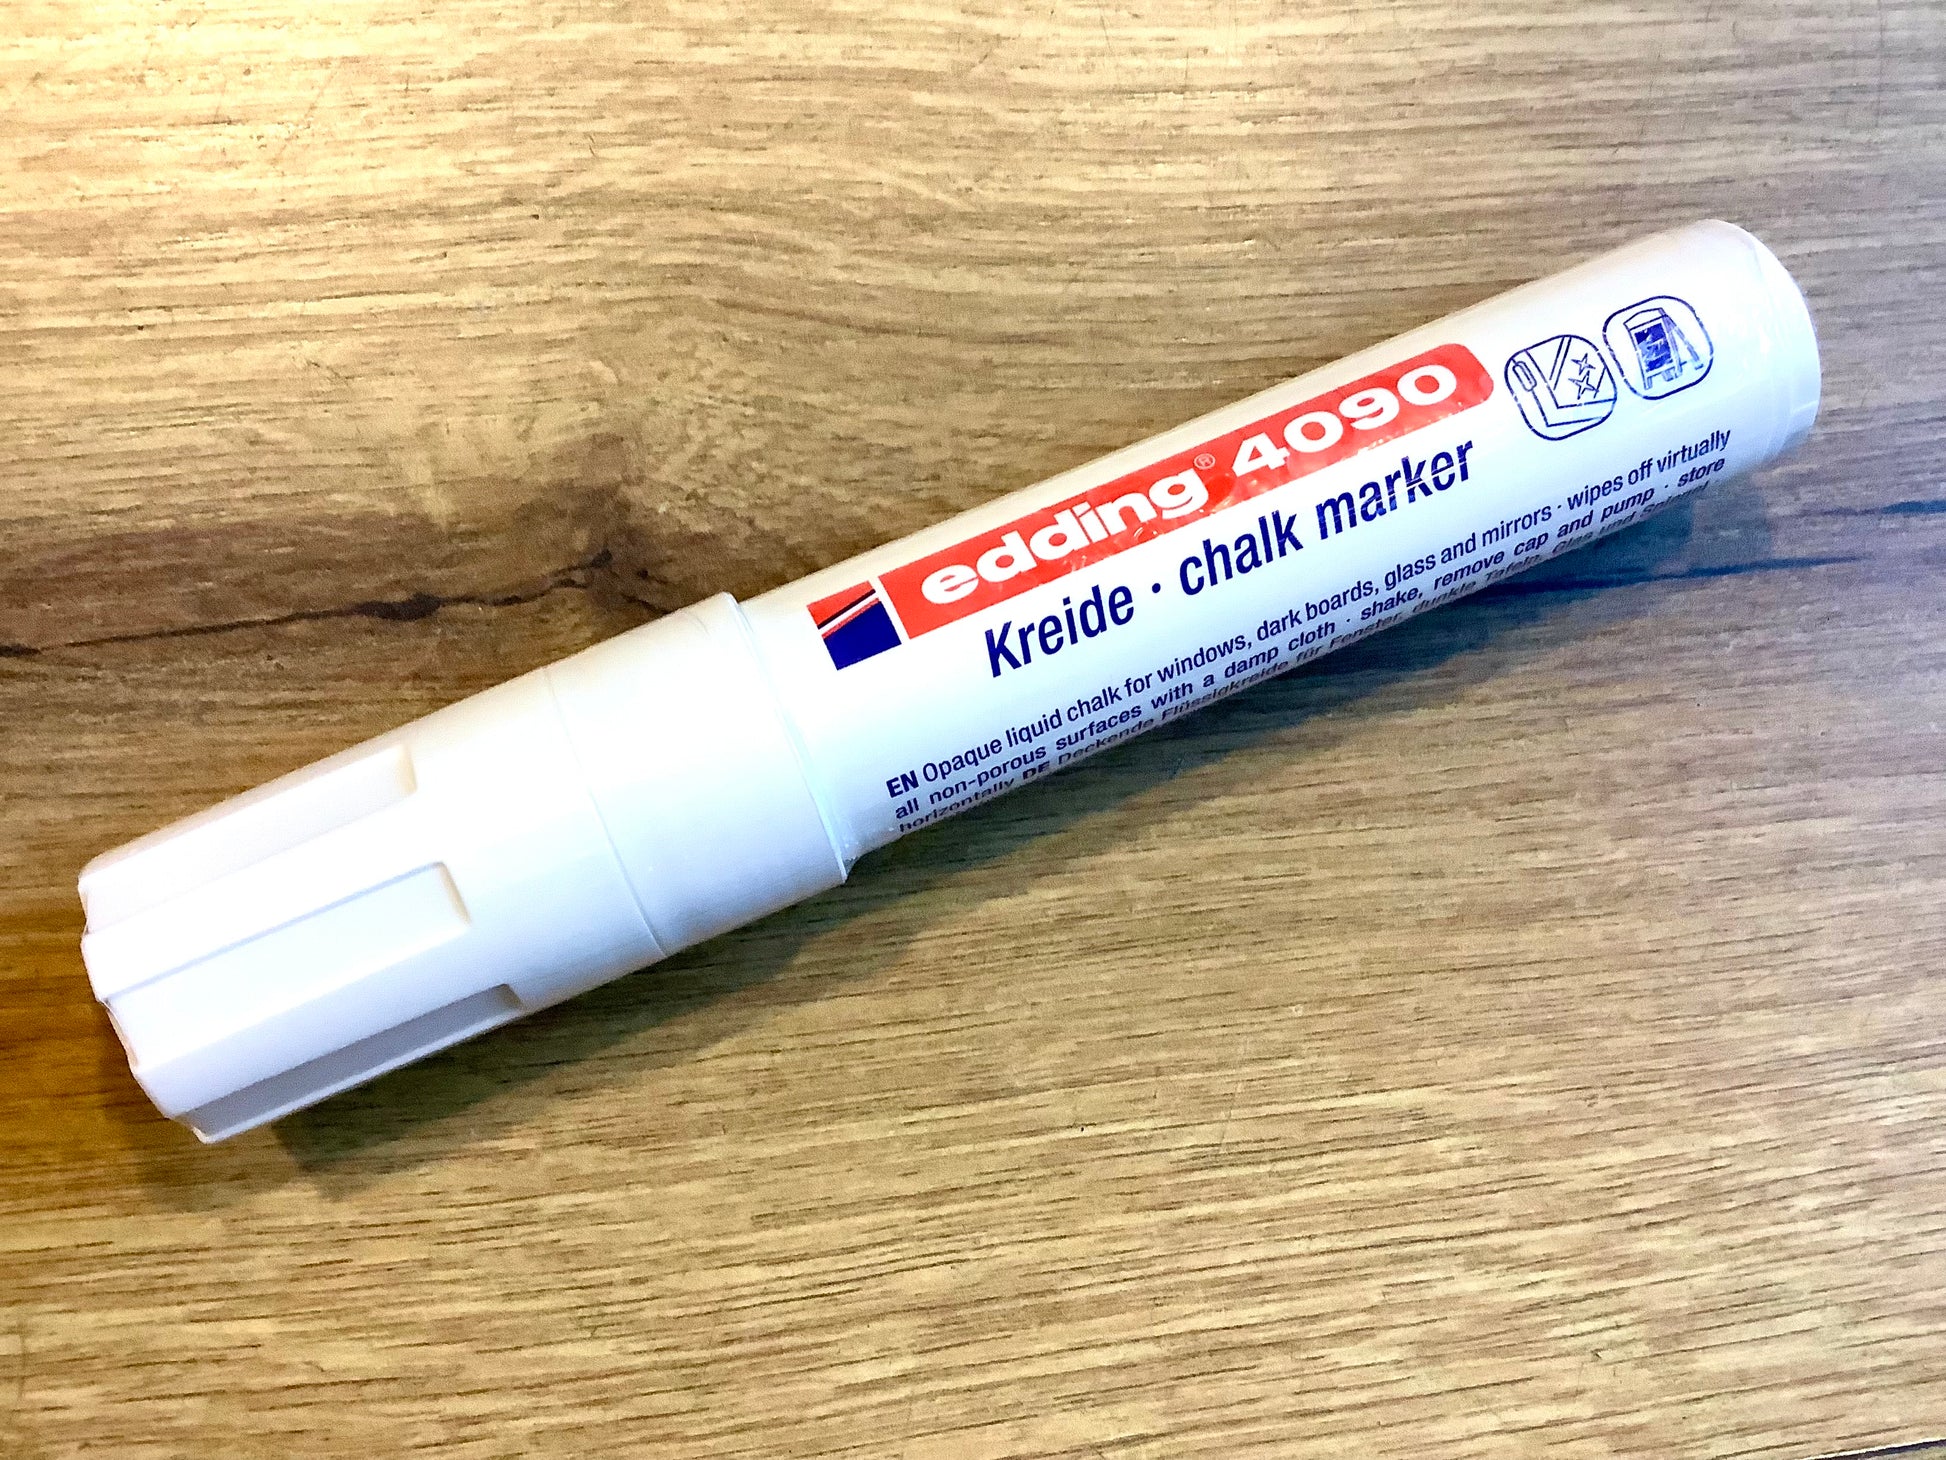 edding® 4090
Kreide · chalk marker
EN Opaque liquid chalk for windows, dark boards, glass and mirrors · wipes off virtually
all non-porous surfaces with a damp cloth · shake, remove cap and pump · store
horizontally DE Deckende Flüssigkreide für Fenster, dunkle Tafeln, Glas und Spiegel